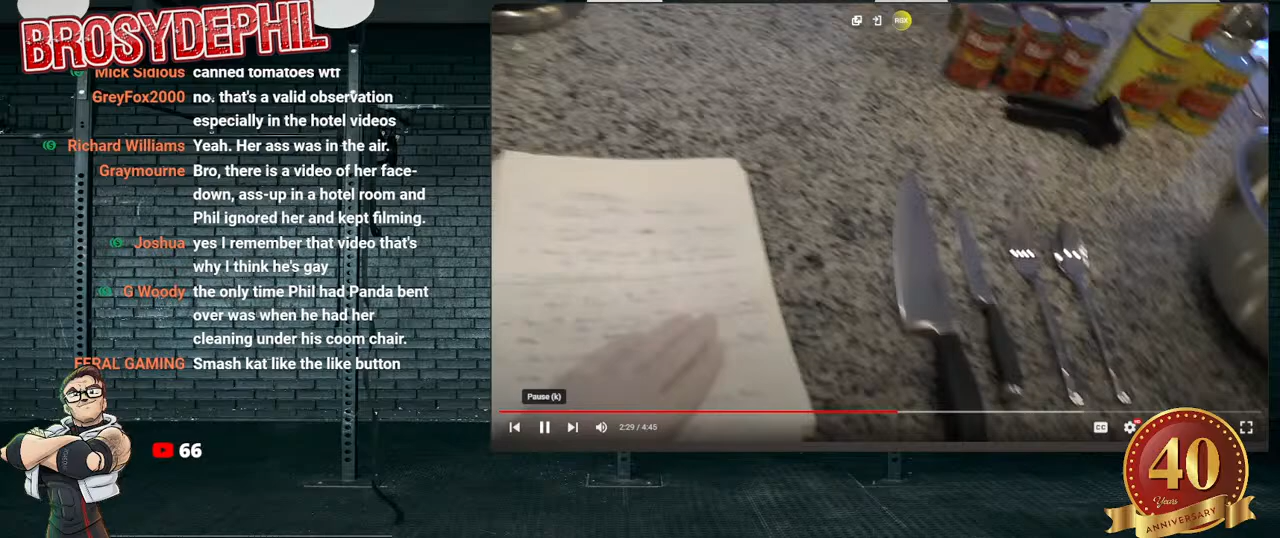 BROSYDEPHIL
Mick Sidious canned tomatoes wtf
GreyFox2000 no. that's a valid observation
especially in the hotel videos
Richard Williams Yeah. Her ass was in the air.
Graymourne Bro, there is a video of her face-
down, ass-up in a hotel room and
Phil ignored her and kept filming.
Joshua yes I remember that video that's
why I think he's gay
G Woody the only time Phil had Panda bent
over was when he had her
cleaning under his coom chair.
FERAL GAMING Smash kat like the like button
66
RGX
Pause (k)
2:29 / 4:45
CC
40
Years
ANNIVERSARY